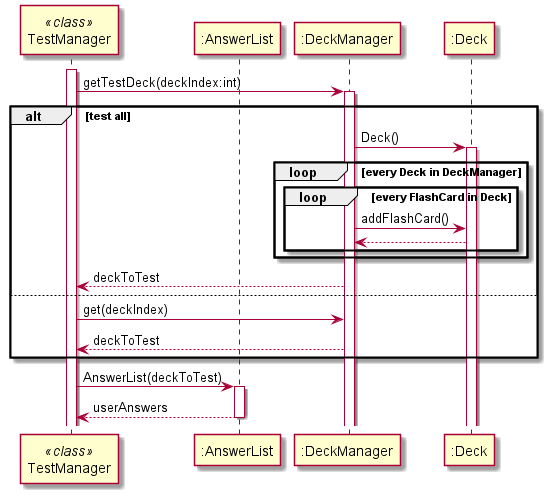 « class »
TestManager
:AnswerList
:DeckManager
:Deck
getTestDeck(deckIndex:int)
alt
[test all]
Deck()
loop
[every Deck in DeckManager]
loop
[every FlashCard in Deck]
addFlashCard()
deckToTest
get(deckIndex)
deckToTest
AnswerList(deckToTest)
userAnswers
« class »
TestManager
:AnswerList
:DeckManager
:Deck